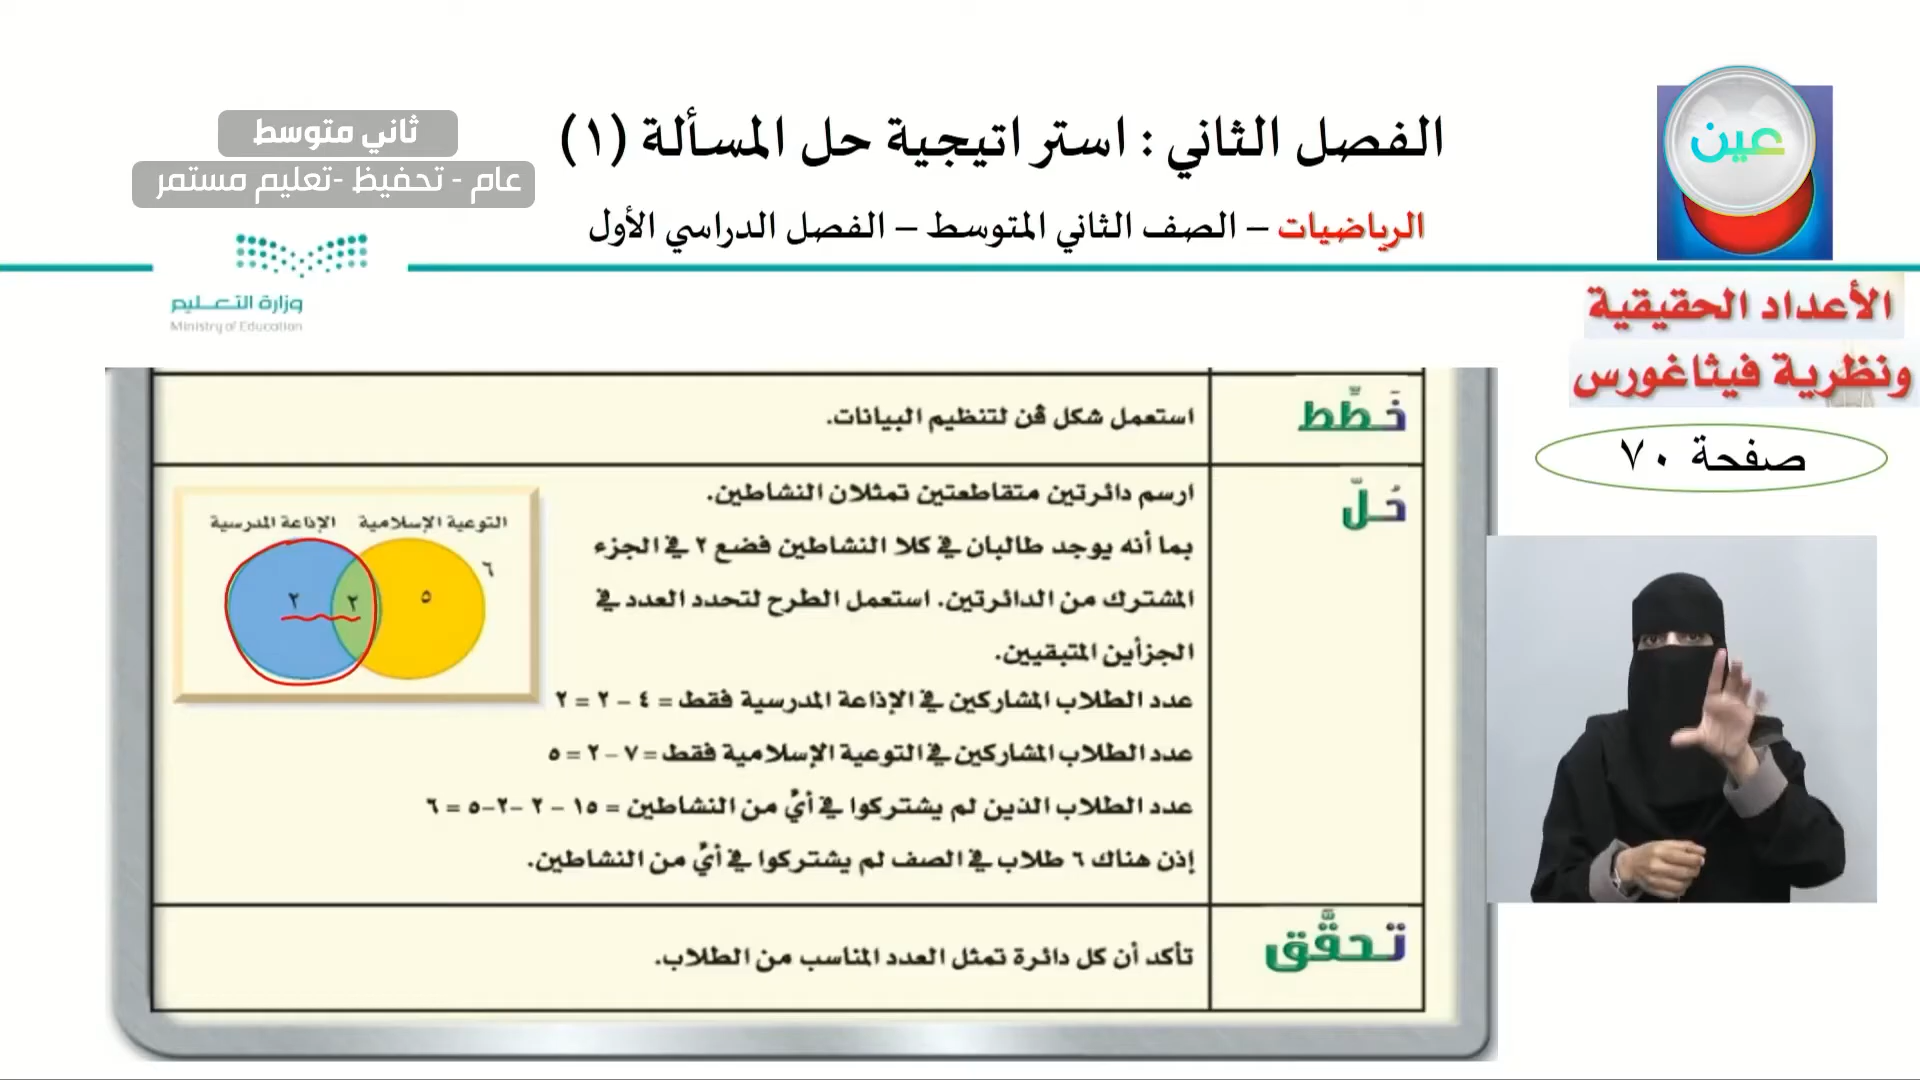 عين
الفصل الثاني : استراتيجية حل المسألة (١)
ثاني متوسط
عام - تحفيظ -تعليم مستمر
الرياضيات – الصف الثاني المتوسط – الفصل الدراسي الأول
وزارة التعليم
Ministry of Education
الأعداد الحقيقية
ونظرية فيثاغورس
صفحة ٧٠
خَطِّط
استعمل شكل ڤن لتنظيم البيانات.
حُلّ
ارسم دائرتين متقاطعتين تمثلان النشاطين.
بما أنه يوجد طالبان في كلا النشاطين فضع ٢ في الجزء
المشترك من الدائرتين. استعمل الطرح لتحدد العدد في
الجزأين المتبقيين.
عدد الطلاب المشاركين في الإذاعة المدرسية فقط = ٤ – ٢ = ٢
عدد الطلاب المشاركين في التوعية الإسلامية فقط = ٧ – ٢ = ٥
عدد الطلاب الذين لم يشتركوا في أيٍّ من النشاطين = ١٥ – ٢ –٢–٥ = ٦
إذن هناك ٦ طلاب في الصف لم يشتركوا في أيٍّ من النشاطين.
التوعية الإسلامية الإذاعة المدرسية
٦
٥ ٢ ٢
تحقَّق
تأكد أن كل دائرة تمثل العدد المناسب من الطلاب.